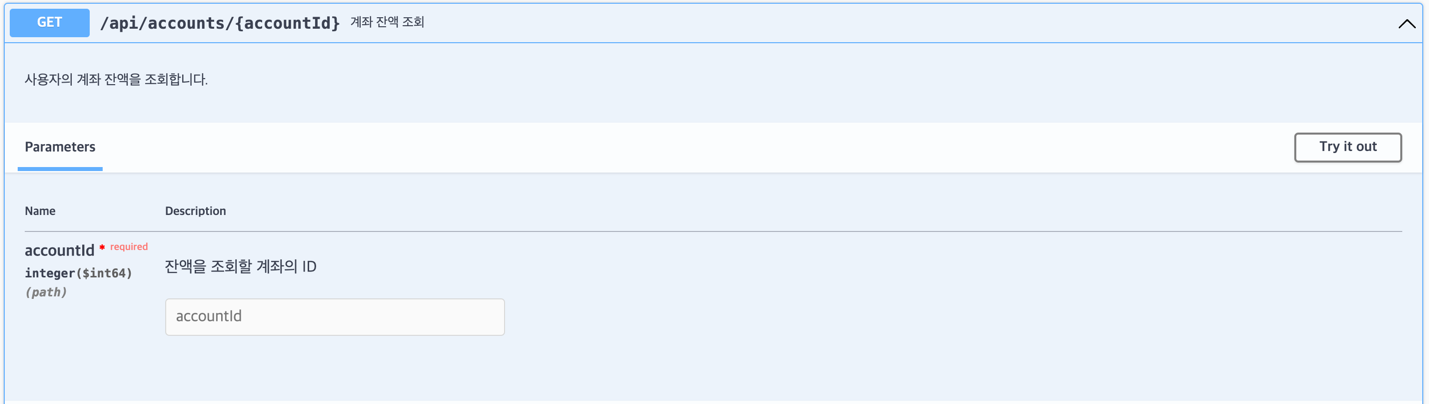 GET /api/accounts/{accountId} 계좌 잔액 조회
사용자의 계좌 잔액을 조회합니다.
Parameters Try it out
Name Description
accountId * required
integer($int64)
(path)
잔액을 조회할 계좌의 ID
accountId